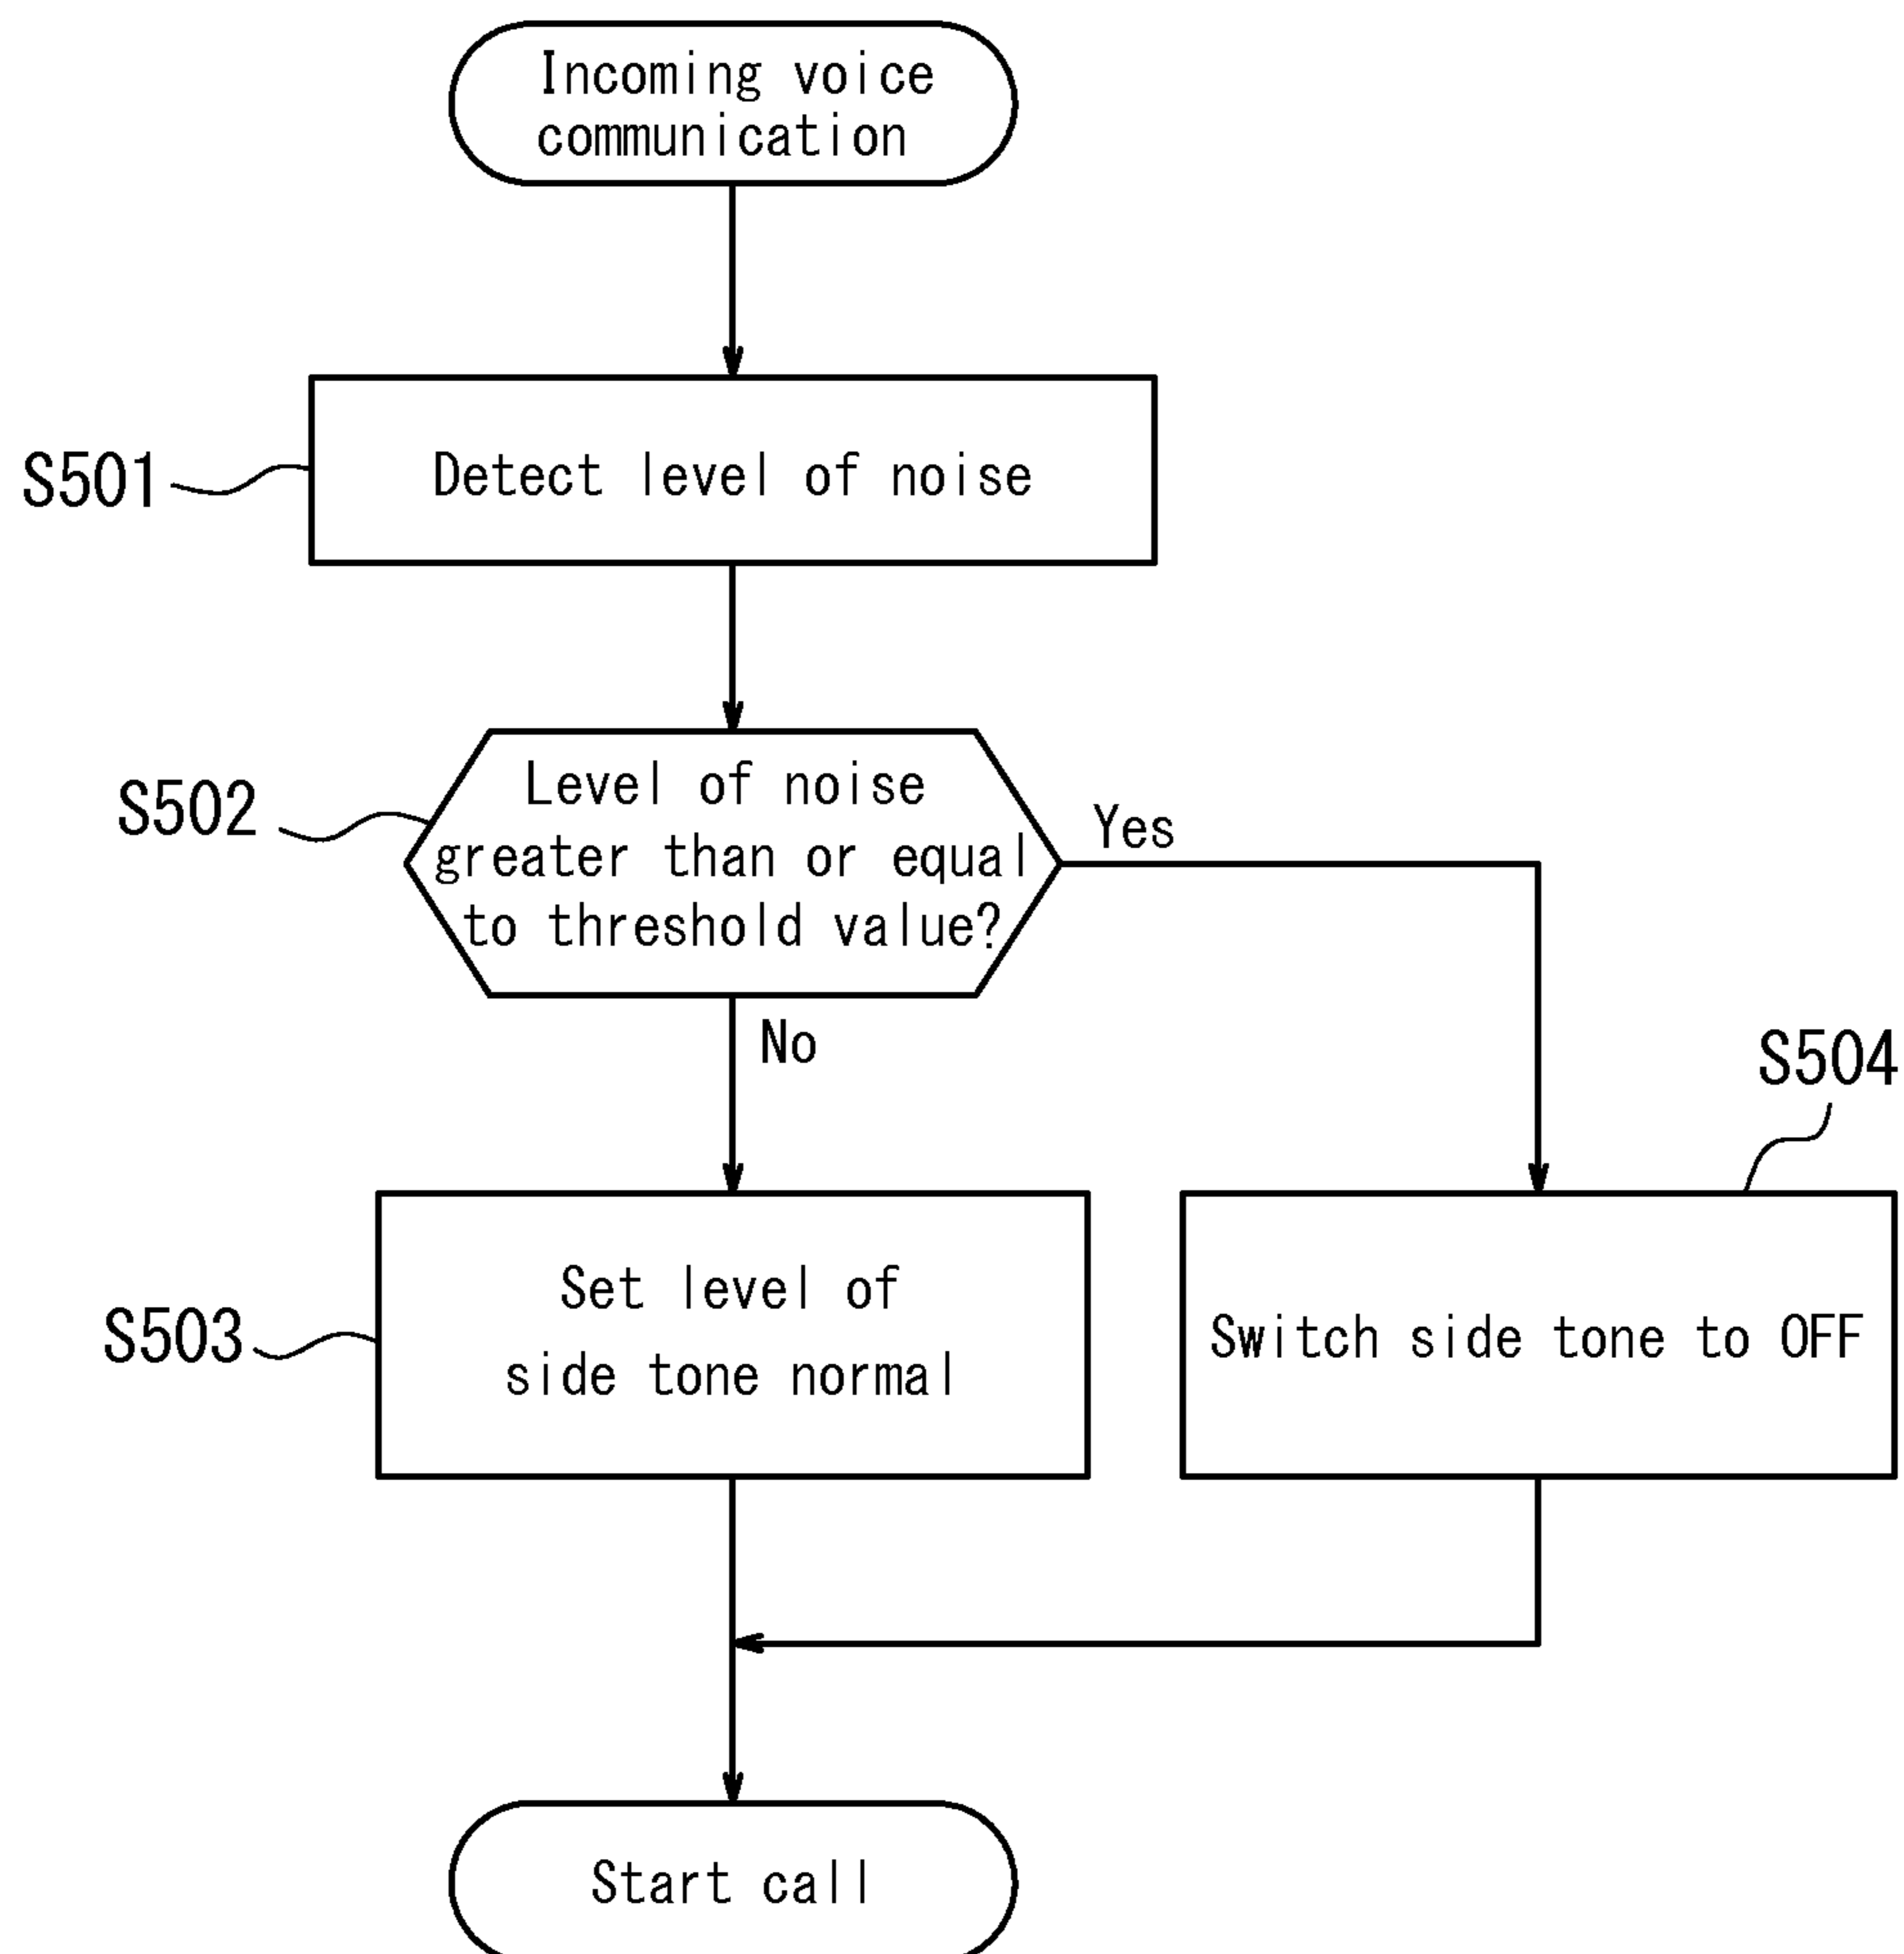 Incoming voice
communication
S501
Detect level of noise
S502
Level of noise
greater than or equal
to threshold value?
Yes
No
S504
S503
Set level of
side tone normal
Switch side tone to OFF
Start call